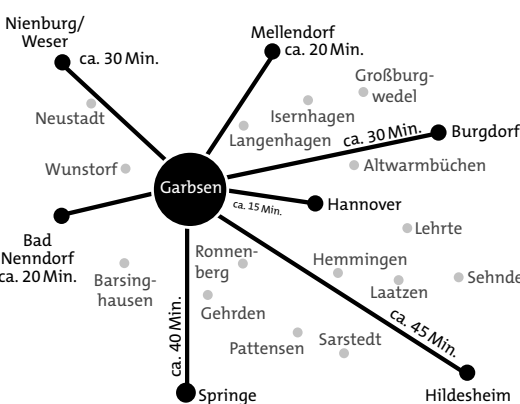 Nienburg/
Weser
ca. 30 Min.
Mellendorf
ca. 20 Min.
Großburg-
wedel
Neustadt
Isernhagen
Langenhagen
ca. 30 Min.
Burgdorf
Wunstorf
Altwarmbüchen
Garbsen
ca. 15 Min.
Hannover
Bad
Nenndorf
ca. 20 Min.
Lehrte
Ronnen-
berg
Hemmingen
Barsing-
hausen
Laatzen
Sehnde
Gehrden
ca. 40 Min.
ca. 45 Min.
Pattensen
Sarstedt
Springe
Hildesheim